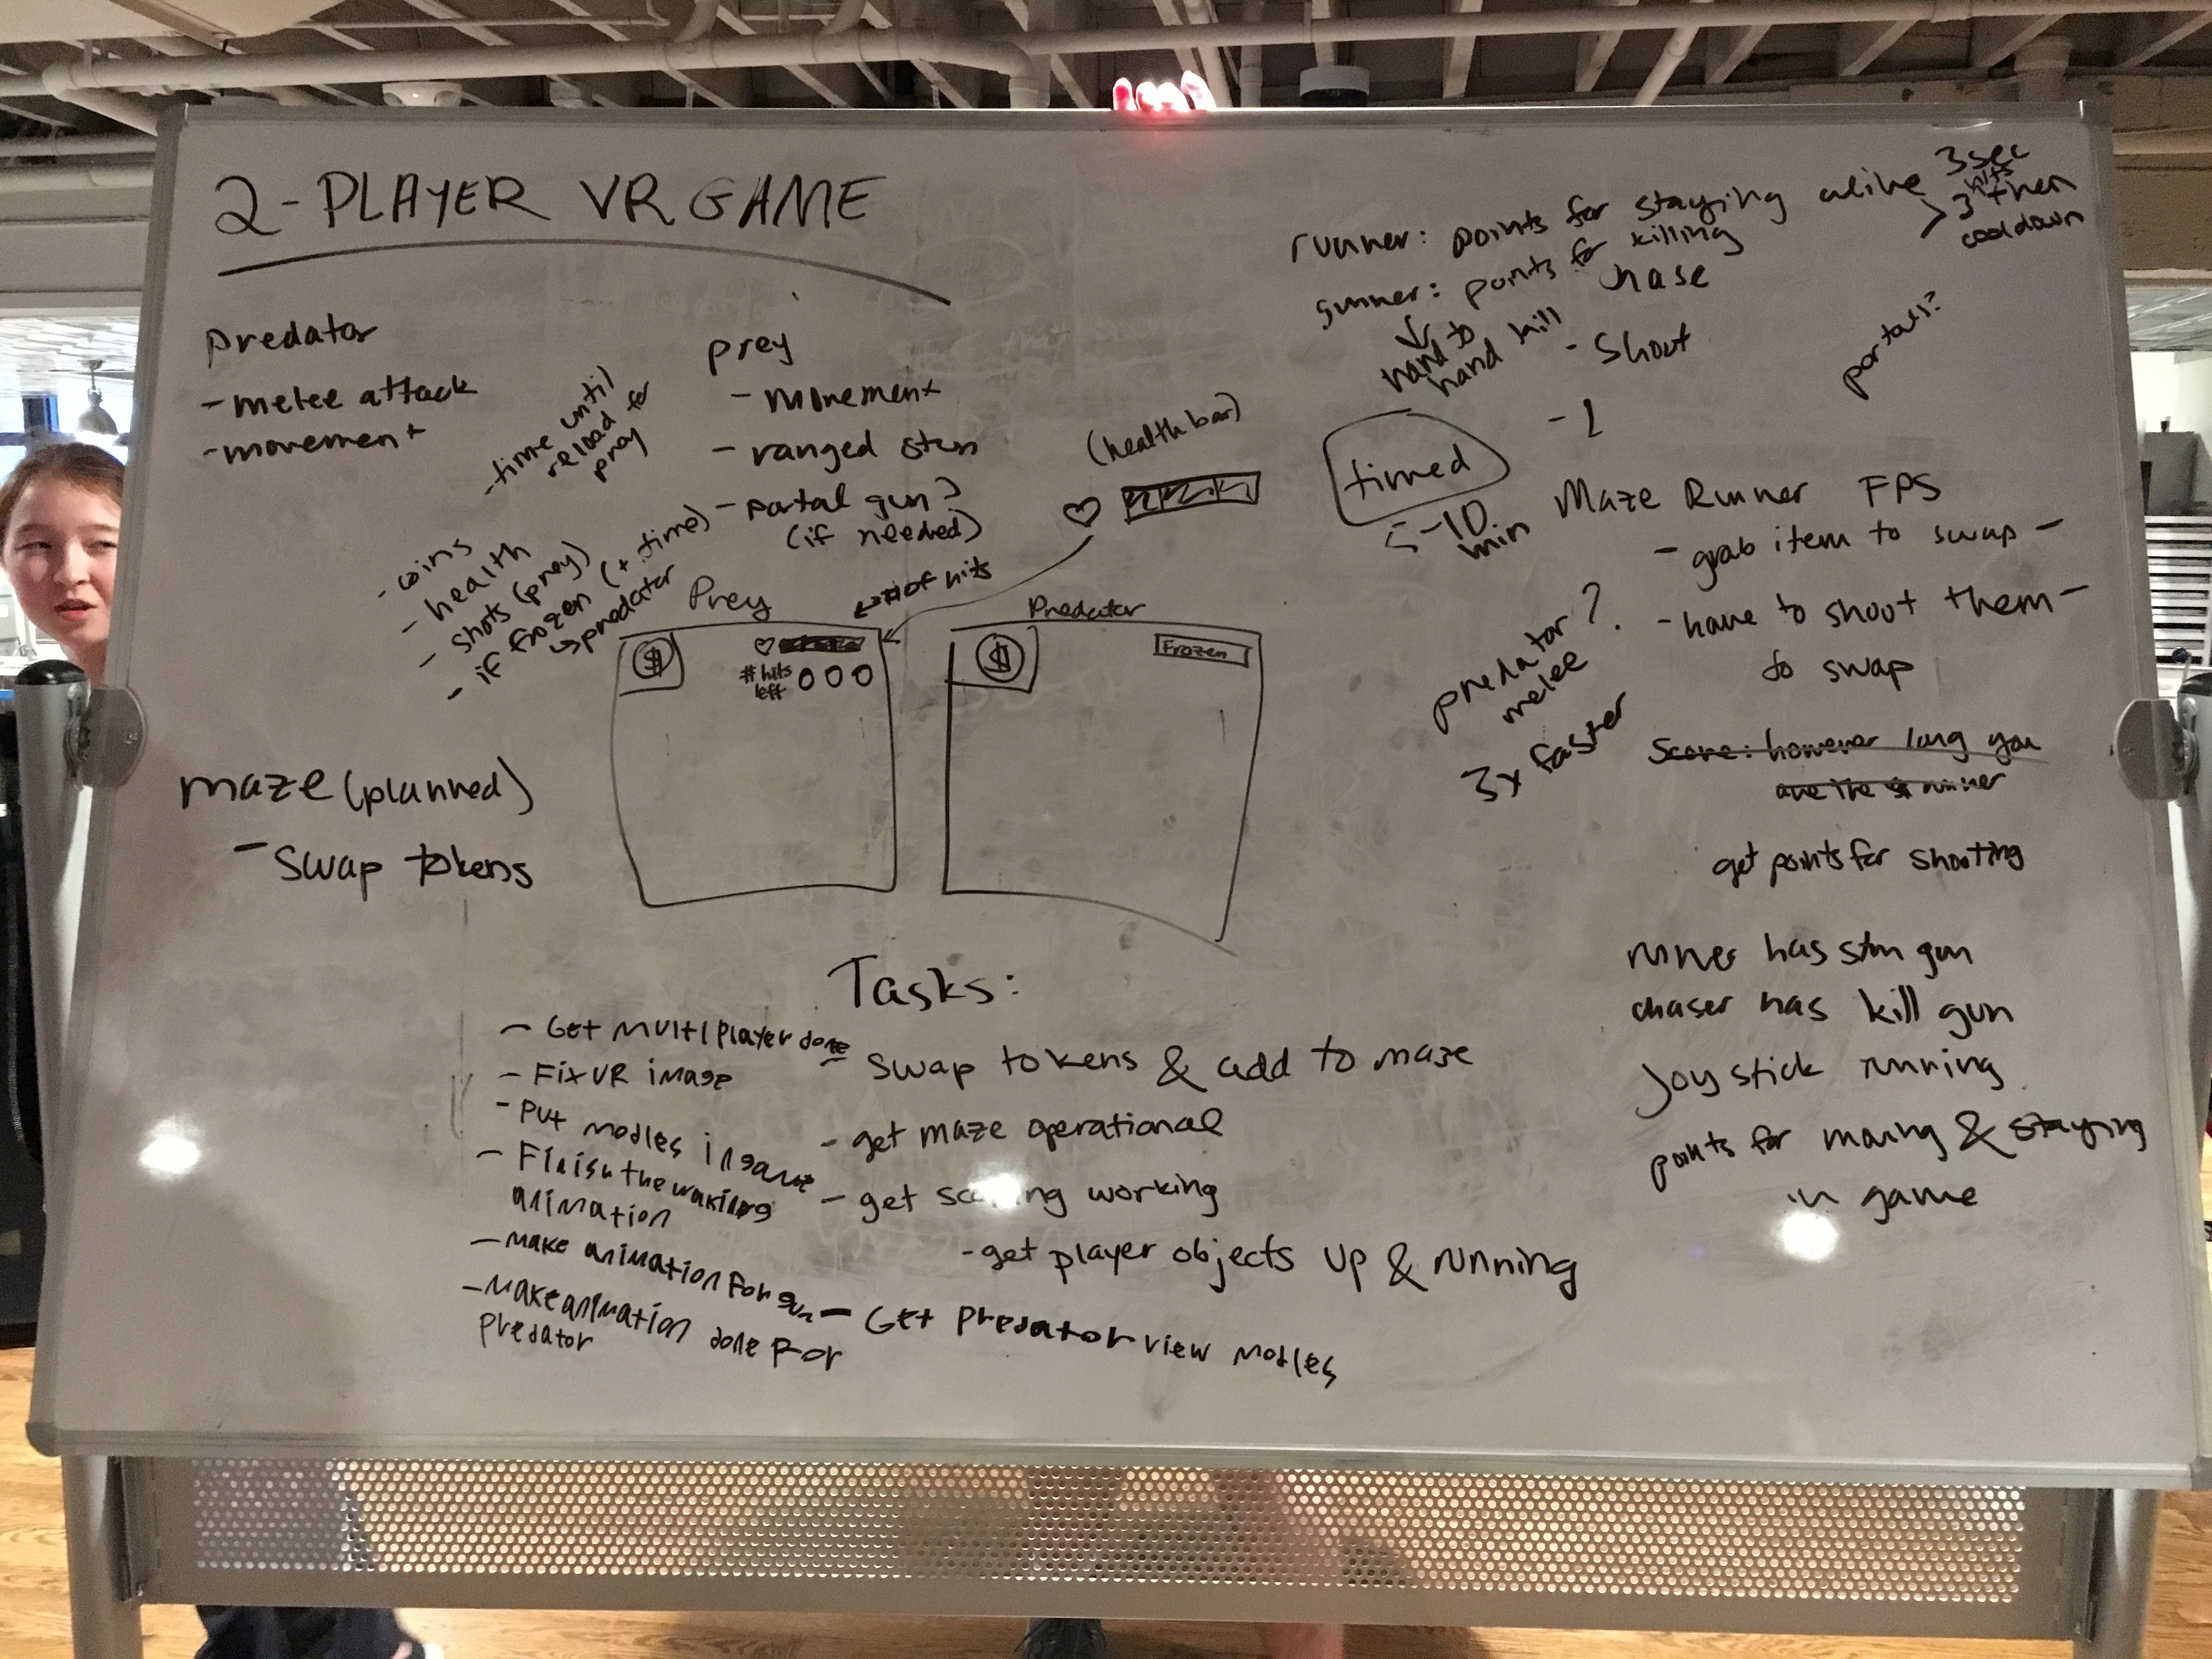 2-PLAYER VR GAME
predator
- melee attack
- movement
- time until
reload for
prey
prey
- movement
- ranged stun
- portal gun?
(if needed)
- coins
- health
- shots (prey)
- if frozen (+ time)
↳ predator
(health bar)
# of hits
Prey
$
# hits
left
Predator
$
Frozen
maze (planned)
- swap tokens
runner: points for staying alive
3 sec
> 3 hits then
cooldown
gunner: points for killing
hand to
hand kill
chase
- shoot
- 1
portals?
timed
5-10
min
Maze Runner FPS
- grab item to swap -
- have to shoot them -
to swap
predator?
melee
3x faster
Score: however long you
are the runner
get points for shooting
runner has stun gun
chaser has kill gun
Joystick running
points for moving & staying
in game
Tasks:
- Get Multiplayer done
- Fix VR image
- Put modles in game
- Finish the waking
animation
- make animation For gun
- Make animation done For
predator
- swap tokens & add to maze
- get maze operational
- get scoring working
- get player objects up & running
- Get Predator view modles